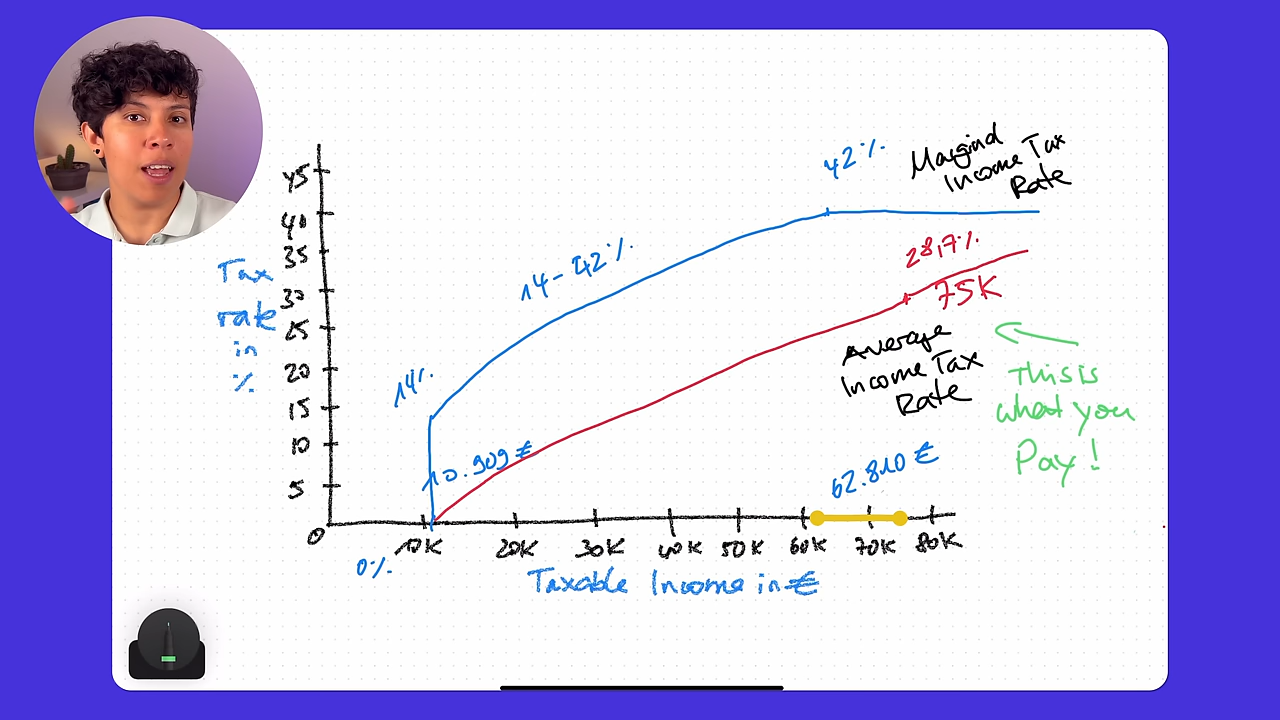 42%
Marginal
Income Tax
Rate
45
40
35
30
25
20
15
10
5
0
Tax
rate
in
%
14-42%
28,7%
75K
14%
Average
Income Tax
Rate
This is
what you
Pay!
10.909 €
62.810 €
10K 20K 30K 40K 50K 60K 70K 80K
0%
Taxable Income in €